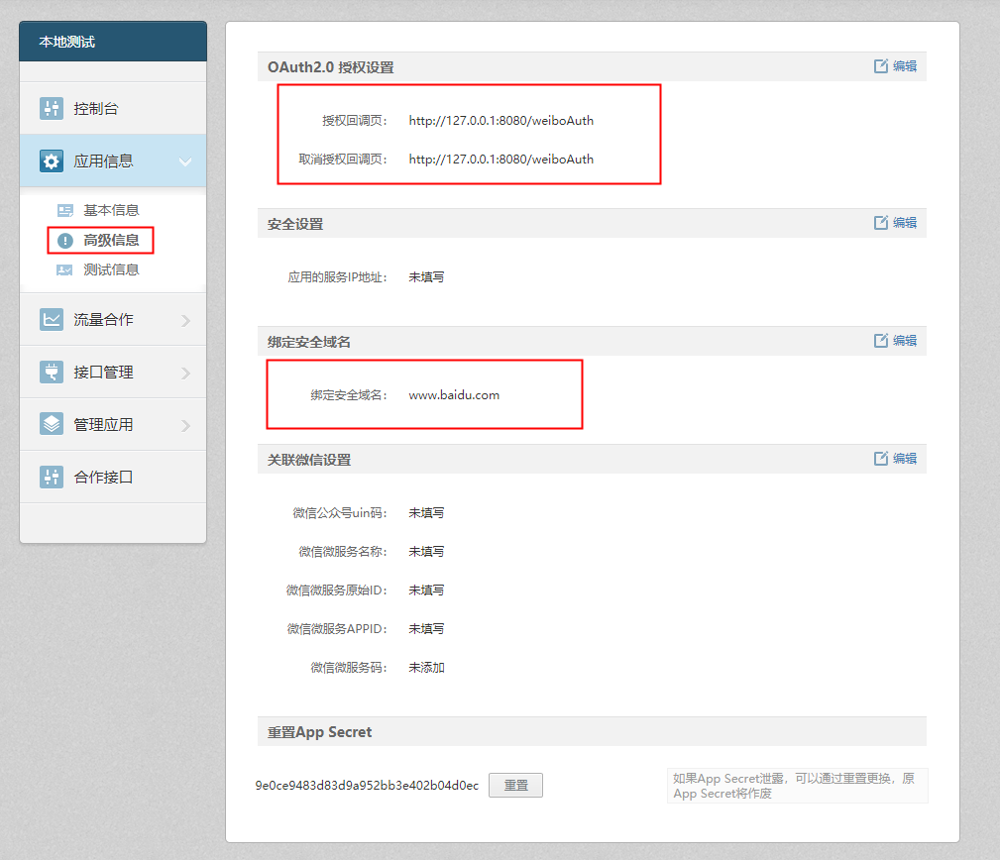 本地测试
控制台
应用信息
基本信息
高级信息
测试信息
流量合作
接口管理
管理应用
合作接口
OAuth2.0 授权设置 编辑
授权回调页： http://127.0.0.1:8080/weiboAuth
取消授权回调页： http://127.0.0.1:8080/weiboAuth
安全设置 编辑
应用的服务IP地址： 未填写
绑定安全域名 编辑
绑定安全域名： www.baidu.com
关联微信设置 编辑
微信公众号uin码： 未填写
微信微服务名称： 未填写
微信微服务原始ID： 未填写
微信微服务APPID： 未填写
微信微服务码： 未添加
重置App Secret
9e0ce9483d83d9a952bb3e402b04d0ec 重置
如果App Secret泄露，可以通过重置更换，原
App Secret将作废